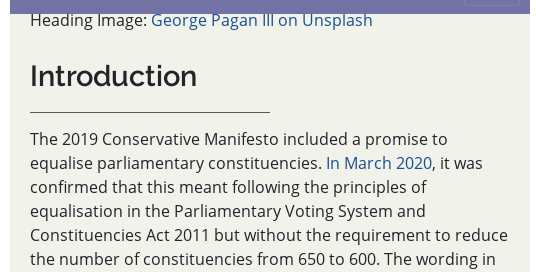 Heading Image: George Pagan III on Unsplash
Introduction
The 2019 Conservative Manifesto included a promise to
equalise parliamentary constituencies. In March 2020, it was
confirmed that this meant following the principles of
equalisation in the Parliamentary Voting System and
Constituencies Act 2011 but without the requirement to reduce
the number of constituencies from 650 to 600. The wording in